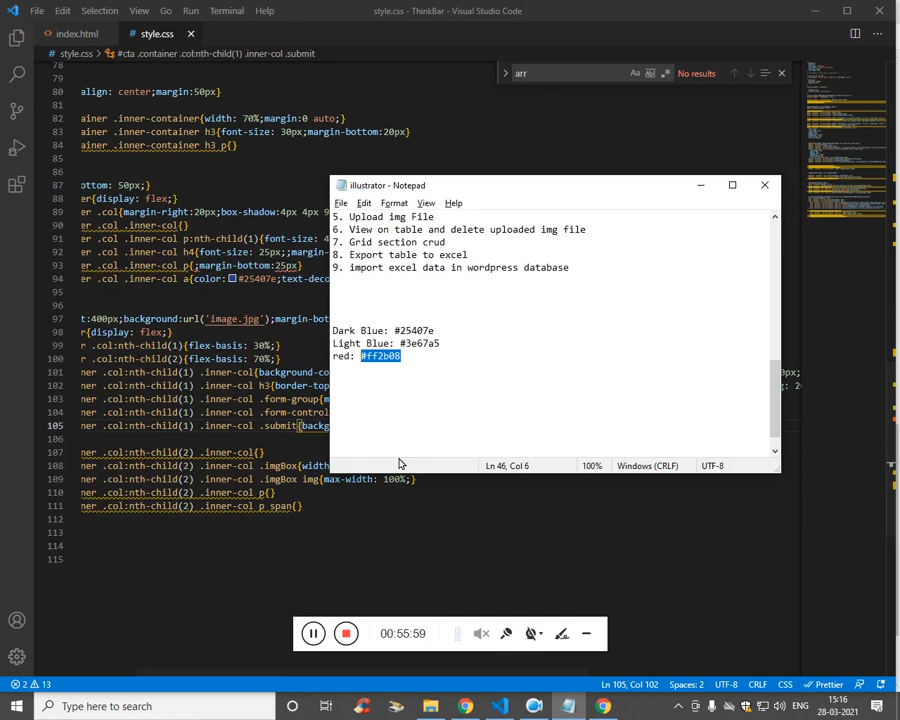 File Edit Selection View Go Run Terminal Help style.css - ThinkBar - Visual Studio Code
index.html style.css
style.css > #cta .container .col:nth-child(1) .inner-col .submit
arr Aa No results
78
79
80 align: center;margin:50px}
81
82 ainer .inner-container{width: 70%;margin:0 auto;}
83 ainer .inner-container h3{font-size: 30px;margin-bottom:20px}
84 ainer .inner-container h3 p{}
85
87 ottom: 50px;}
88 er{display: flex;}
89 er .col{margin-right:20px;box-shadow:4px 4px 9
90 er .col .inner-col{}
91 er .col .inner-col p:nth-child(1){font-size: 4
92 er .col .inner-col h4{font-size: 25px;;margin-
93 er .col .inner-col p{;margin-bottom:25px}
94 er .col .inner-col a{color: #25407e;text-deco
95
96
97 t:400px;background:url('image.jpg');margin-bott
98 r{display: flex;}
99 ner .col:nth-child(1){flex-basis: 30%;}
100 ner .col:nth-child(2){flex-basis: 70%;}
101 ner .col:nth-child(1) .inner-col{background-co
102 ner .col:nth-child(1) .inner-col h3{border-top
103 ner .col:nth-child(1) .inner-col .form-group{m
104 ner .col:nth-child(1) .inner-col .form-control
105 ner .col:nth-child(1) .inner-col .submit{backg
106
107 ner .col:nth-child(2) .inner-col{}
108 ner .col:nth-child(2) .inner-col .imgBox{width
109 ner .col:nth-child(2) .inner-col .imgBox img{max-width: 100%;}
110 ner .col:nth-child(2) .inner-col p{}
111 ner .col:nth-child(2) .inner-col p span{}
112
113
114
115
illustrator - Notepad
File Edit Format View Help
5. Upload img File
6. View on table and delete uploaded img file
7. Grid section crud
8. Export table to excel
9. import excel data in wordpress database
Dark Blue: #25407e
Light Blue: #3e67a5
red: #ff2b08
Ln 46, Col 6 100% Windows (CRLF) UTF-8
00:55:59
2 13 Ln 105, Col 102 Spaces: 2 UTF-8 CRLF CSS Prettier
Type here to search
ENG
15:16
28-03-2021